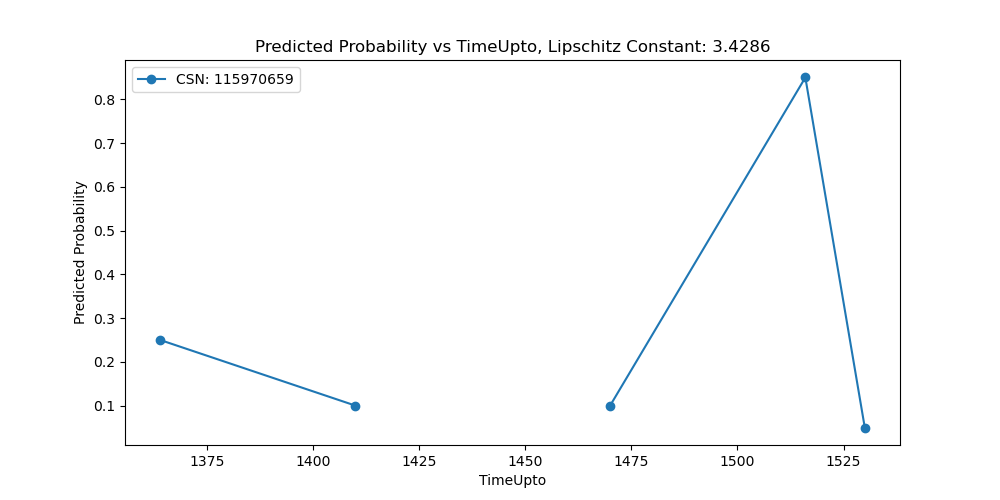 Predicted Probability vs TimeUpto, Lipschitz Constant: 3.4286
CSN: 115970659
Predicted Probability
0.8
0.7
0.6
0.5
0.4
0.3
0.2
0.1
1375 1400 1425 1450 1475 1500 1525
TimeUpto